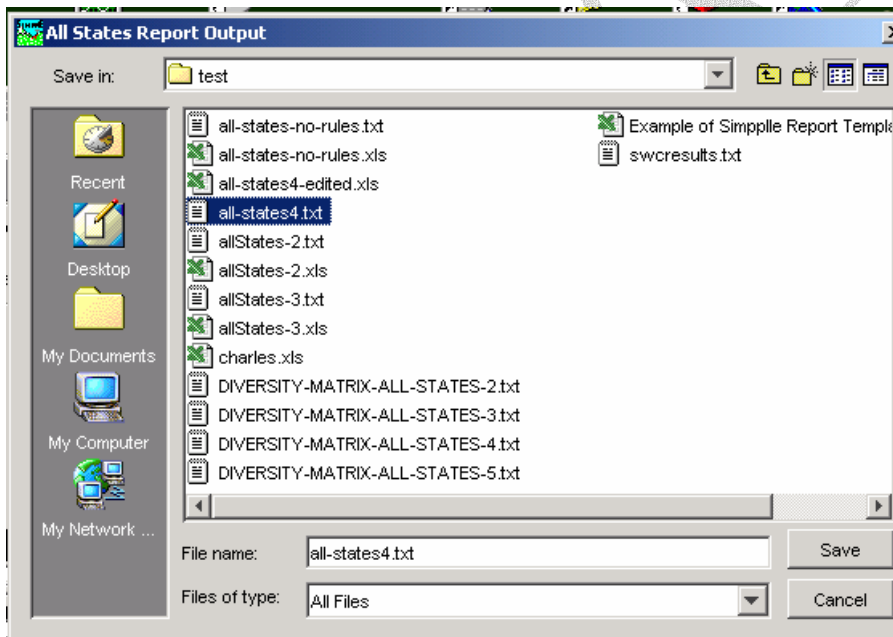 All States Report Output
Save in:
test
Recent
Desktop
My Documents
My Computer
My Network ...
all-states-no-rules.txt
all-states-no-rules.xls
all-states4-edited.xls
all-states4.txt
allStates-2.txt
allStates-2.xls
allStates-3.txt
allStates-3.xls
charles.xls
DIVERSITY-MATRIX-ALL-STATES-2.txt
DIVERSITY-MATRIX-ALL-STATES-3.txt
DIVERSITY-MATRIX-ALL-STATES-4.txt
DIVERSITY-MATRIX-ALL-STATES-5.txt
Example of Simpplle Report Templa
swcresults.txt
File name:
all-states4.txt
Save
Files of type:
All Files
Cancel